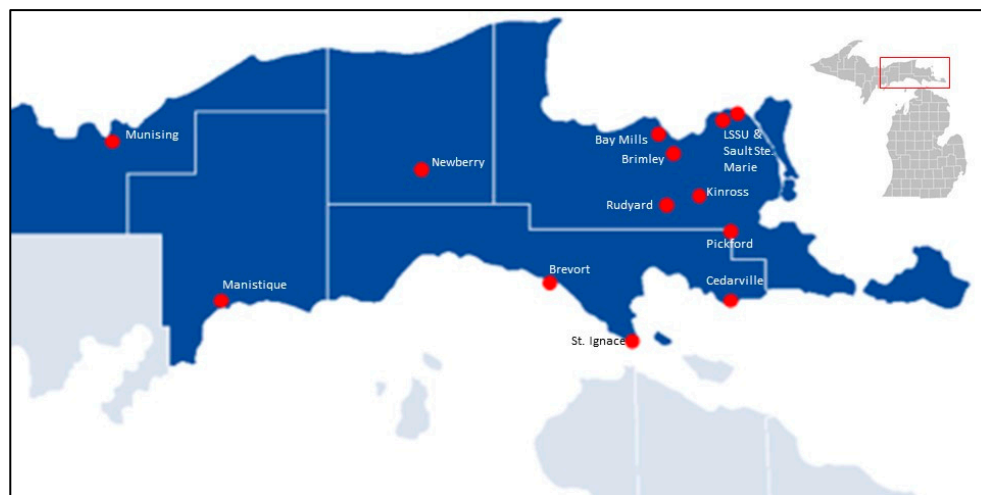 Munising
Newberry
Bay Mills
LSSU &
Sault Ste.
Marie
Brimley
Kinross
Rudyard
Pickford
Manistique
Brevort
Cedarville
St. Ignace